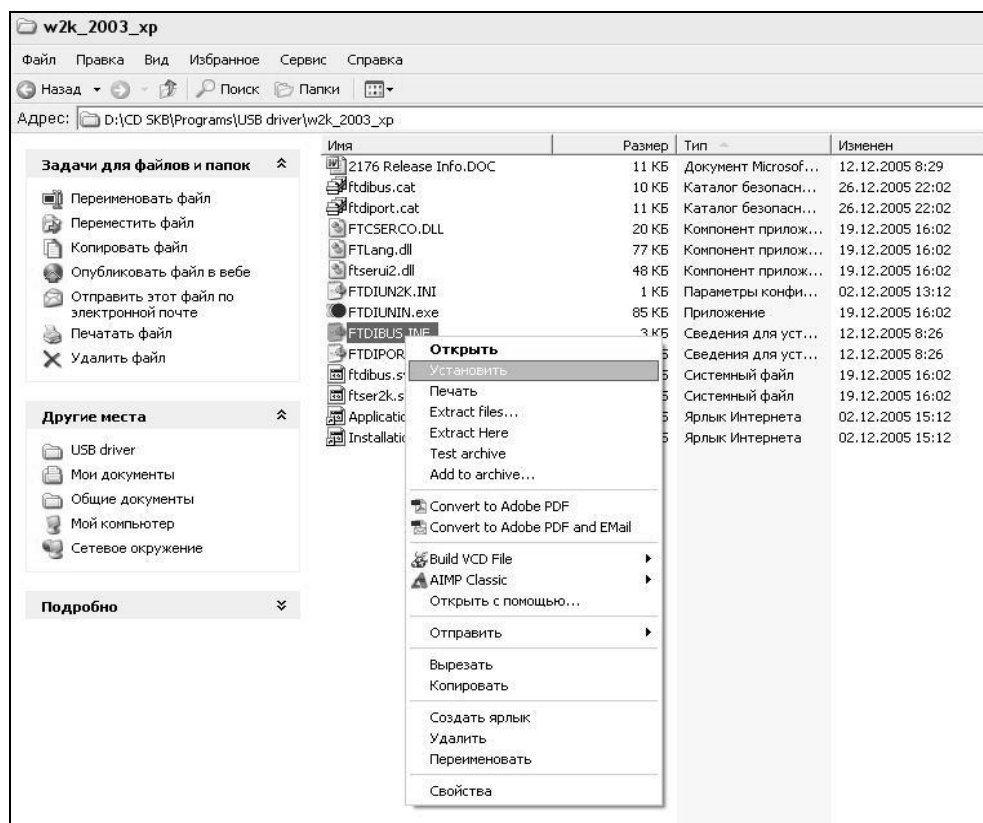 w2k_2003_xp
Файл Правка Вид Избранное Сервис Справка
Назад Поиск Папки
Адрес: D:\CD SKB\Programs\USB driver\w2k_2003_xp
Задачи для файлов и папок
Переименовать файл
Переместить файл
Копировать файл
Опубликовать файл в вебе
Отправить этот файл по
электронной почте
Печатать файл
Удалить файл
Другие места
USB driver
Мои документы
Общие документы
Мой компьютер
Сетевое окружение
Подробно
Имя Размер Тип Изменен
2176 Release Info.DOC 11 КБ Документ Microsof... 12.12.2005 8:29
ftdibus.cat 10 КБ Каталог безопасн... 26.12.2005 22:02
ftdiport.cat 11 КБ Каталог безопасн... 26.12.2005 22:02
FTCSERCO.DLL 20 КБ Компонент прилож... 19.12.2005 16:02
FTLang.dll 77 КБ Компонент прилож... 19.12.2005 16:02
ftserui2.dll 48 КБ Компонент прилож... 19.12.2005 16:02
FTDIUN2K.INI 1 КБ Параметры конфи... 02.12.2005 13:12
FTDIUNIN.exe 85 КБ Приложение 19.12.2005 16:02
FTDIBUS.INF 3 КБ Сведения для уст... 12.12.2005 8:26
FTDIPOR Б Сведения для уст... 12.12.2005 8:26
ftdibus.s Б Системный файл 19.12.2005 16:02
ftser2k.s Б Системный файл 19.12.2005 16:02
Applicatio Б Ярлык Интернета 02.12.2005 15:12
Installatio Б Ярлык Интернета 02.12.2005 15:12
Открыть
Установить
Печать
Extract files...
Extract Here
Test archive
Add to archive...
Convert to Adobe PDF
Convert to Adobe PDF and EMail
Build VCD File
AIMP Classic
Открыть с помощью...
Отправить
Вырезать
Копировать
Создать ярлык
Удалить
Переименовать
Свойства